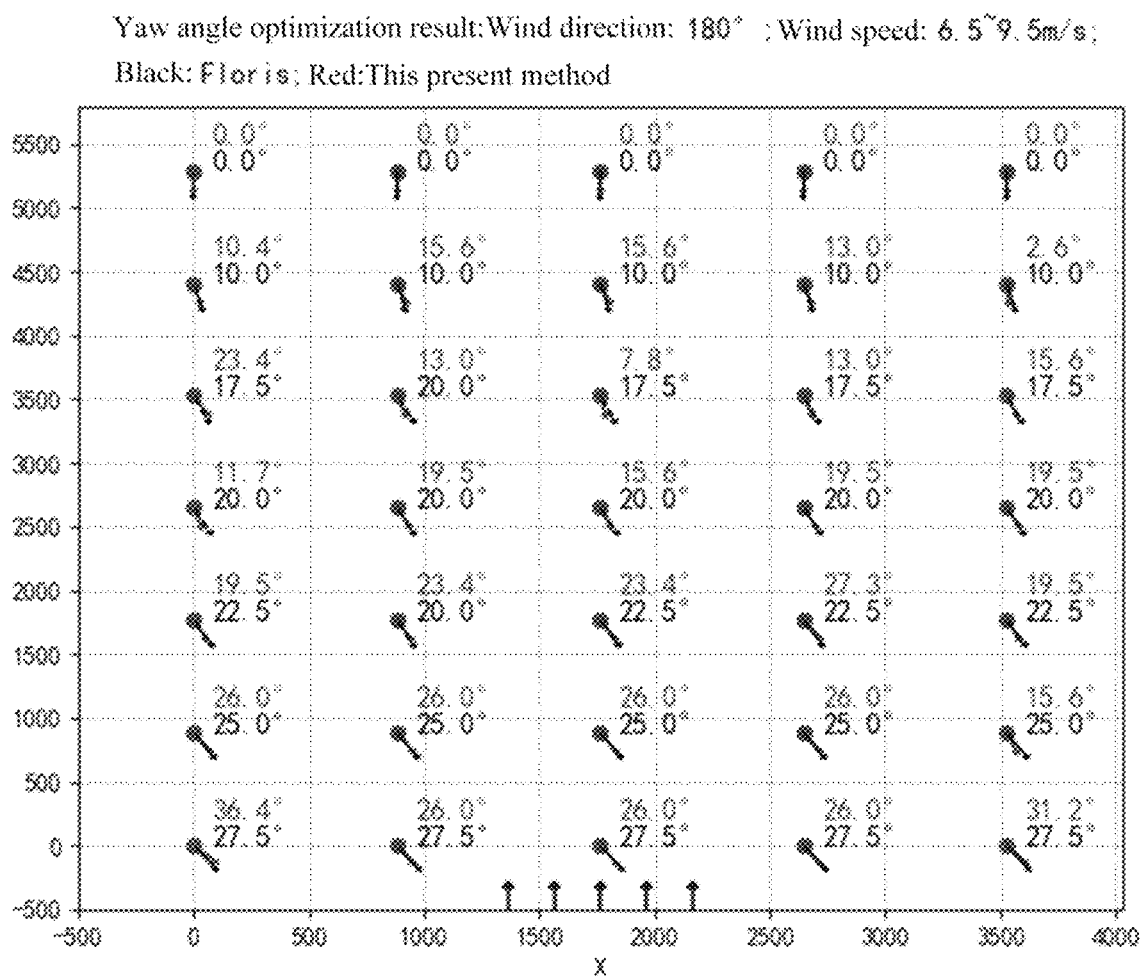 Yaw angle optimization result:Wind direction: 180° ; Wind speed: 6.5~9.5m/s;
Black: Floris; Red:This present method
5500 0.0° 0.0° 0.0° 0.0° 0.0°
0.0° 0.0° 0.0° 0.0° 0.0°
5000
10.4° 15.6° 15.6° 13.0° 2.6°
4500 10.0° 10.0° 10.0° 10.0° 10.0°
4000
23.4° 13.0° 7.8° 13.0° 15.6°
3500 17.5° 20.0° 17.5° 17.5° 17.5°
3000
11.7° 19.5° 15.6° 19.5° 19.5°
20.0° 20.0° 20.0° 20.0° 20.0°
2500
2000 19.5° 23.4° 23.4° 27.3° 19.5°
22.5° 20.0° 22.5° 22.5° 22.5°
1500
26.0° 26.0° 26.0° 26.0° 15.6°
1000 25.0° 25.0° 25.0° 25.0° 25.0°
500
36.4° 26.0° 26.0° 26.0° 31.2°
0 27.5° 27.5° 27.5° 27.5° 27.5°
-500
-500 0 500 1000 1500 2000 2500 3000 3500 4000
X